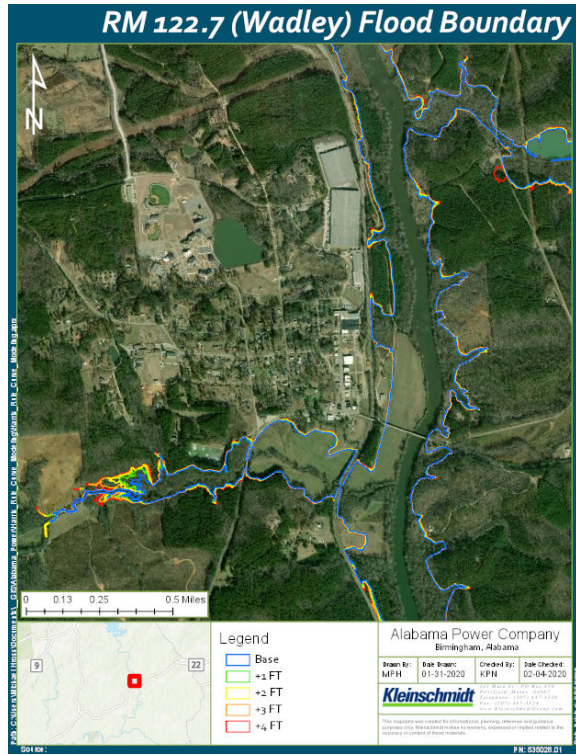 RM 122.7 (Wadley) Flood Boundary
N
0 0.13 0.25 0.5 Miles
9
22
Legend
Base
+1 FT
+2 FT
+3 FT
+4 FT
Alabama Power Company
Birmingham, Alabama
Drawn By: Date Drawn: Checked By: Date Checked:
MPH 01-31-2020 KPN 02-04-2020
Kleinschmidt
PN: 535028.01